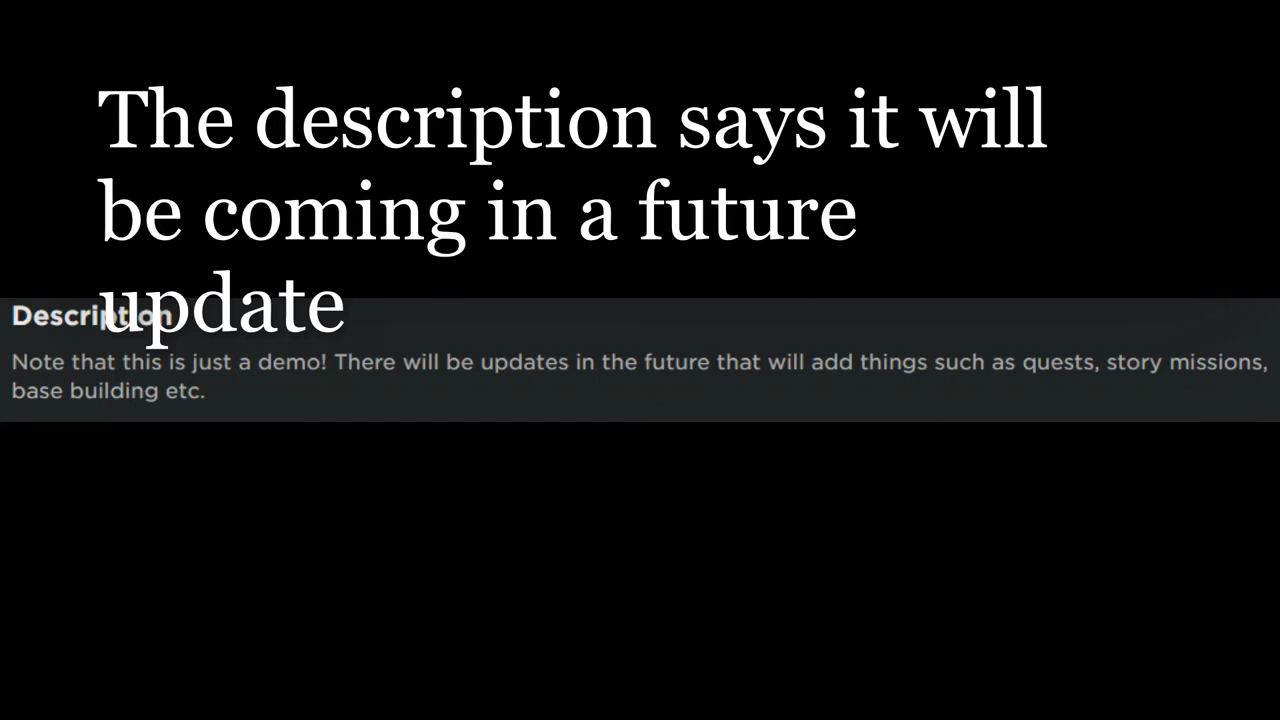 The description says it will
be coming in a future
update
Description
Note that this is just a demo! There will be updates in the future that will add things such as quests, story missions,
base building etc.